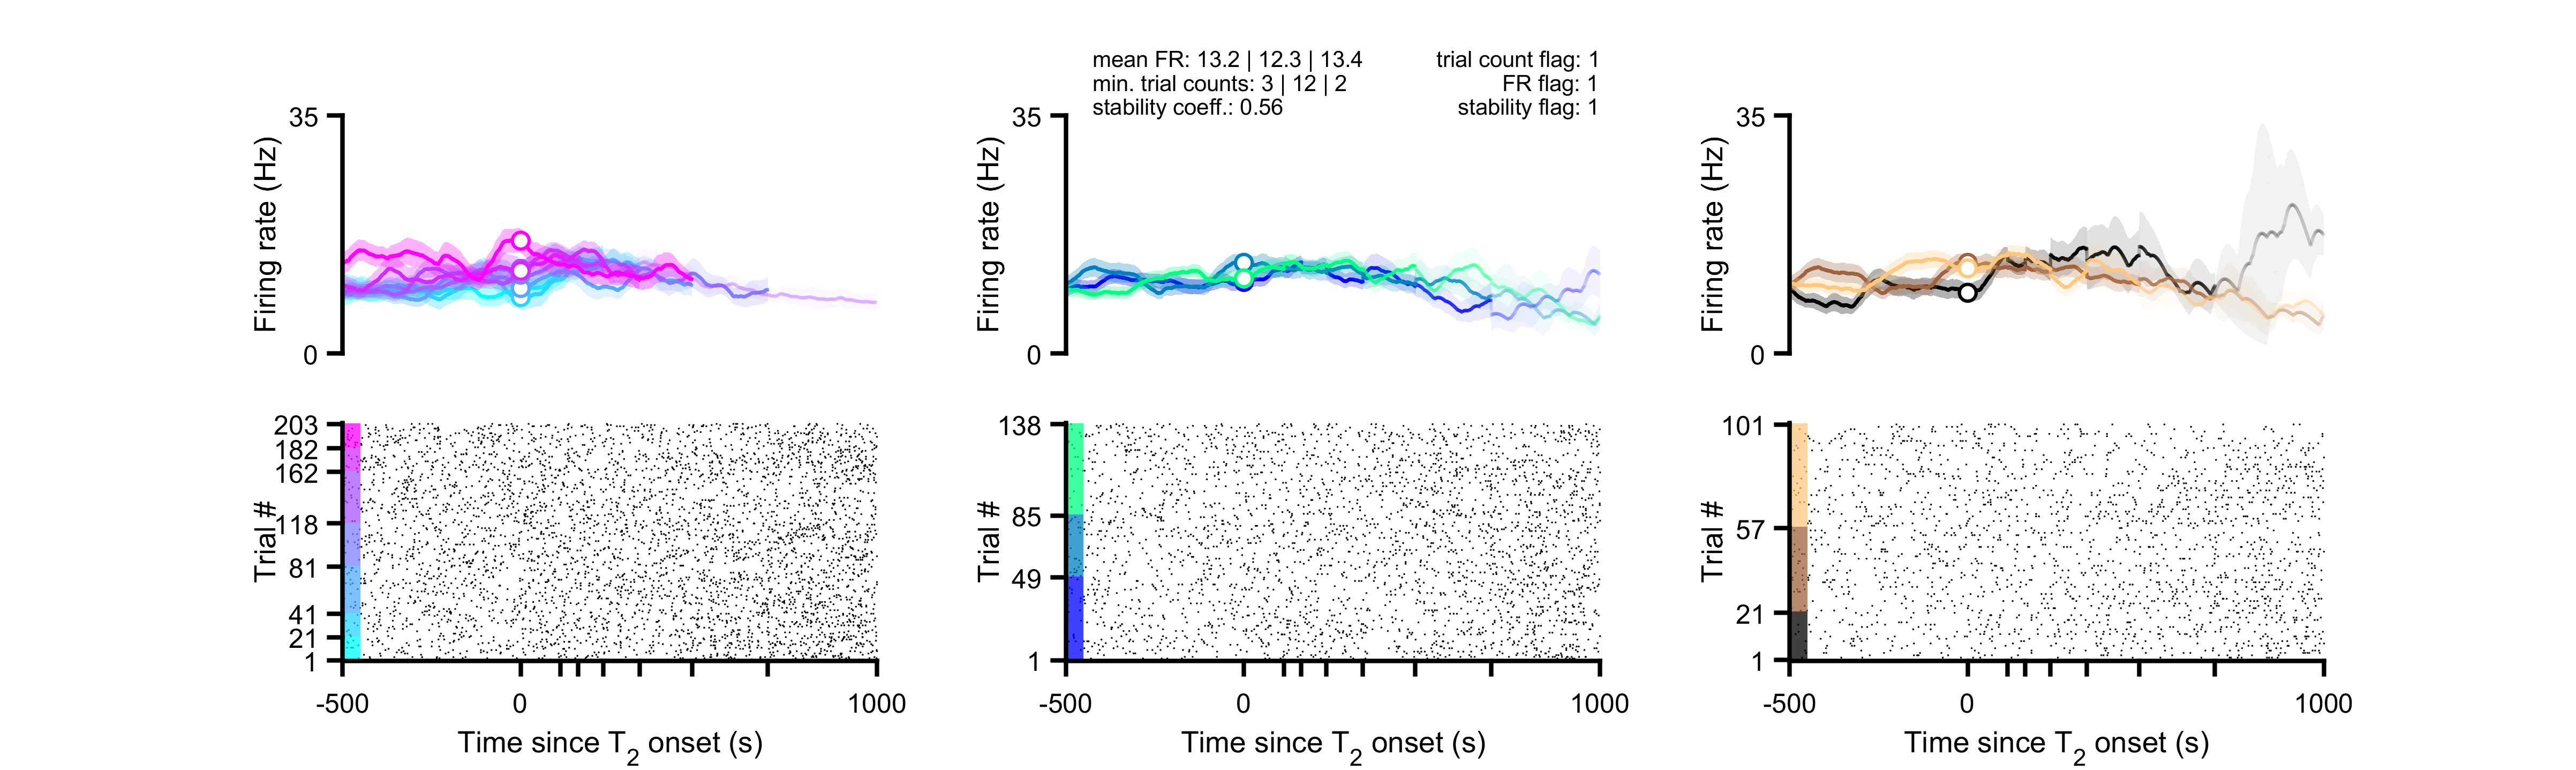 mean FR: 13.2 | 12.3 | 13.4
min. trial counts: 3 | 12 | 2
stability coeff.: 0.56
trial count flag: 1
FR flag: 1
stability flag: 1
35
Firing rate (Hz)
0
35
Firing rate (Hz)
0
35
Firing rate (Hz)
0
203
182
162
118
81
41
21
1
Trial #
-500
0
1000
Time since T2 onset (s)
138
85
49
1
Trial #
-500
0
1000
Time since T2 onset (s)
101
57
21
1
Trial #
-500
0
1000
Time since T2 onset (s)